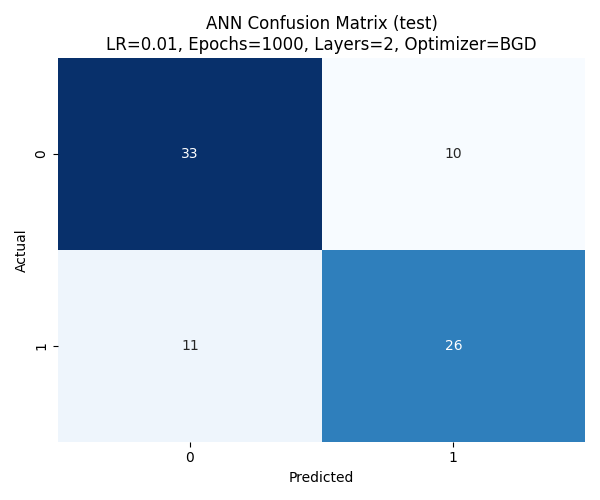 ANN Confusion Matrix (test)
LR=0.01, Epochs=1000, Layers=2, Optimizer=BGD
0
33
10
Actual
1
11
26
0
1
Predicted